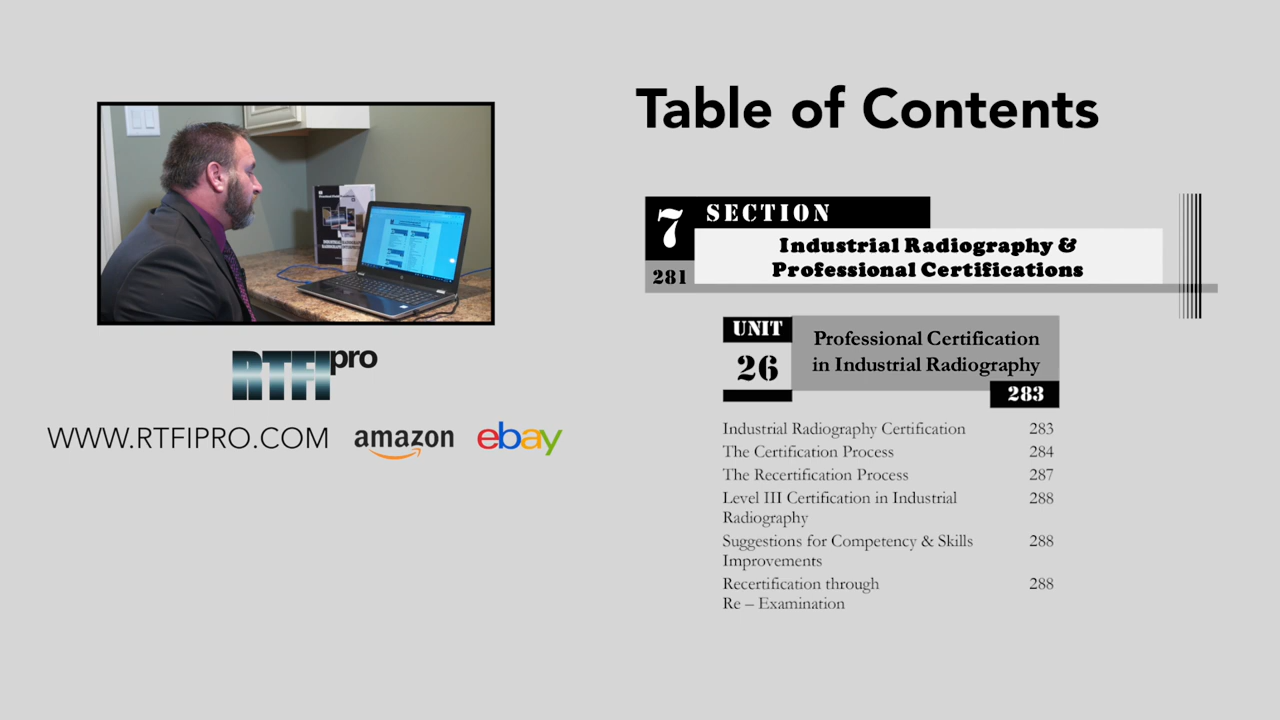 Table of Contents
7
SECTION
Industrial Radiography &
Professional Certifications
281
UNIT
26
Professional Certification
in Industrial Radiography
283
Industrial Radiography Certification 283
The Certification Process 284
The Recertification Process 287
Level III Certification in Industrial
Radiography 288
Suggestions for Competency & Skills
Improvements 288
Recertification through
Re – Examination 288
RTFIpro
WWW.RTFIPRO.COM
amazon
ebay